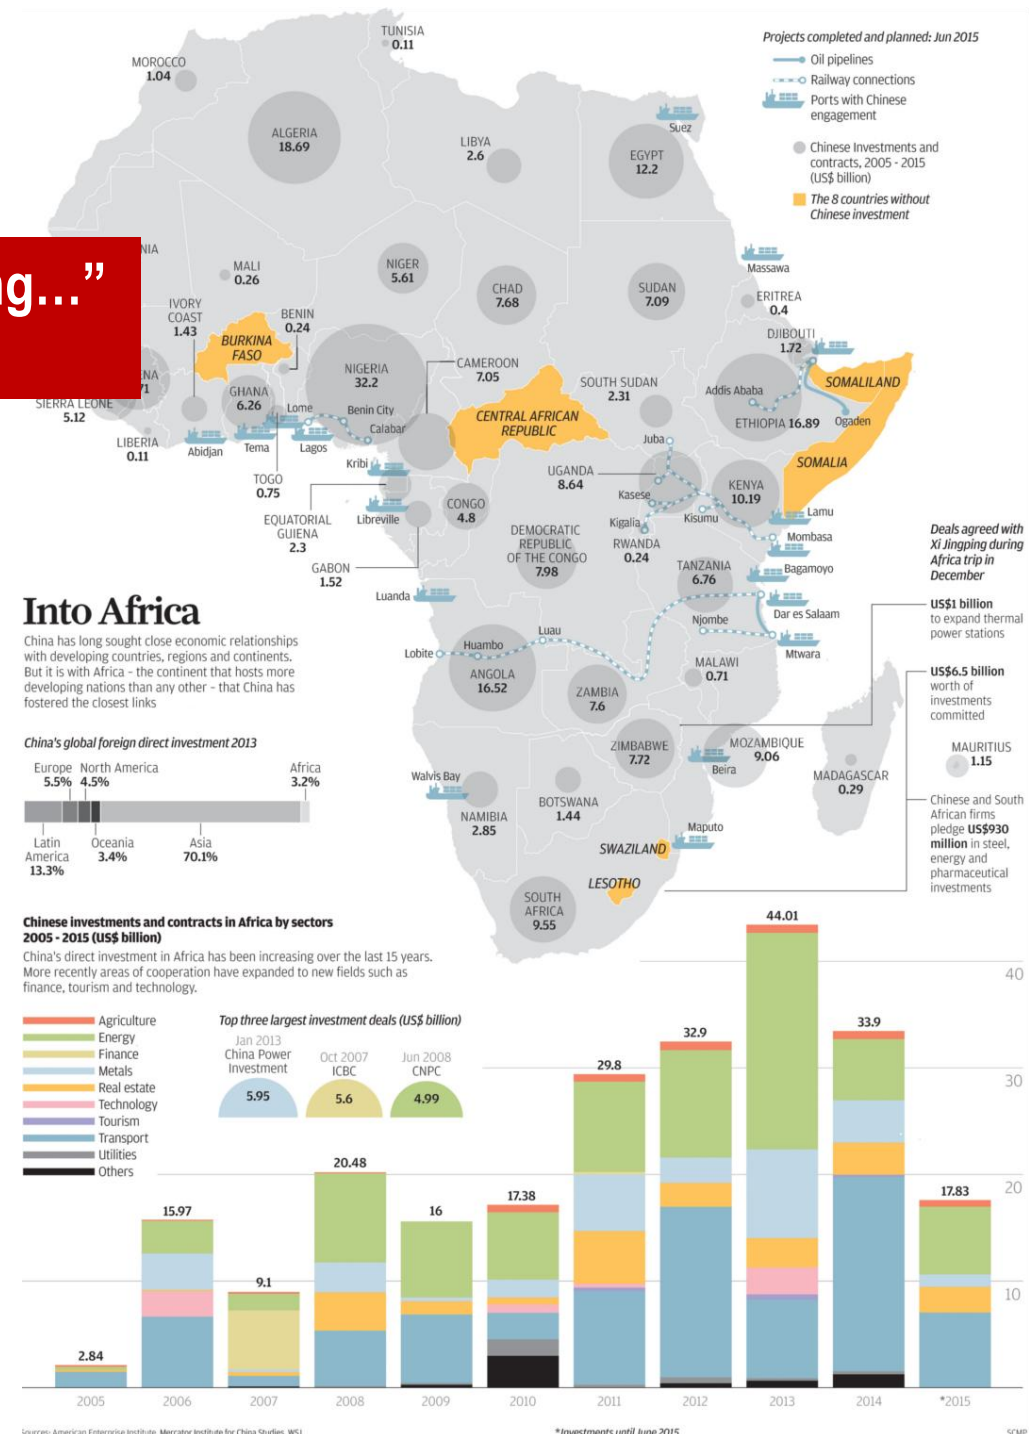 TUNISIA
0.11
MOROCCO
1.04
ALGERIA
18.69
LIBYA
2.6
Suez
EGYPT
12.2
Projects completed and planned: Jun 2015
Oil pipelines
Railway connections
Ports with Chinese
engagement
Chinese Investments and
contracts, 2005 - 2015
(US$ billion)
The 8 countries without
Chinese investment
ng…”
NIA
MALI
0.26
NIGER
5.61
CHAD
7.68
SUDAN
7.09
Massawa
ERITREA
0.4
DJIBOUTI
1.72
IVORY
COAST
1.43
BENIN
0.24
BURKINA
FASO
NIGERIA
32.2
CAMEROON
7.05
SOUTH SUDAN
2.31
Addis Ababa
SOMALILAND
ETHIOPIA 16.89
Ogaden
NA
71
SIERRA LEONE
5.12
LIBERIA
0.11
GHANA
6.26
Lome
Benin City
Calabar
Abidjan
Tema
Lagos
CENTRAL AFRICAN
REPUBLIC
SOMALIA
Juba
Kribi
TOGO
0.75
UGANDA
8.64
KENYA
10.19
Kasese
Lamu
EQUATORIAL
GUIENA
2.3
Libreville
CONGO
4.8
Kigalia
Kisumu
Mombasa
DEMOCRATIC
REPUBLIC
OF THE CONGO
7.98
RWANDA
0.24
GABON
1.52
TANZANIA
6.76
Bagamoyo
Luanda
Dar es Salaam
Njombe
Mtwara
Deals agreed with
Xi Jingping during
Africa trip in
December
US$1 billion
to expand thermal
power stations
US$6.5 billion
worth of
investments
committed
MAURITIUS
1.15
Chinese and South
African firms
pledge US$930
million in steel,
energy and
pharmaceutical
investments
Into Africa
China has long sought close economic relationships
with developing countries, regions and continents.
But it is with Africa - the continent that hosts more
developing nations than any other - that China has
fostered the closest links
Lobite
Huambo
Luau
ANGOLA
16.52
ZAMBIA
7.6
MALAWI
0.71
ZIMBABWE
7.72
MOZAMBIQUE
9.06
Beira
MADAGASCAR
0.29
Walvis Bay
NAMIBIA
2.85
BOTSWANA
1.44
Maputo
SWAZILAND
LESOTHO
SOUTH
AFRICA
9.55
China's global foreign direct investment 2013
Europe
5.5%
North America
4.5%
Africa
3.2%
Latin
America
13.3%
Oceania
3.4%
Asia
70.1%
Chinese investments and contracts in Africa by sectors
2005 - 2015 (US$ billion)
China's direct investment in Africa has been increasing over the last 15 years.
More recently areas of cooperation have expanded to new fields such as
finance, tourism and technology.
Agriculture
Energy
Finance
Metals
Real estate
Technology
Tourism
Transport
Utilities
Others
Top three largest investment deals (US$ billion)
Jan 2013
China Power
Investment
5.95
Oct 2007
ICBC
5.6
Jun 2008
CNPC
4.99
2.84
15.97
9.1
20.48
16
17.38
29.8
32.9
44.01
33.9
17.83
40
30
20
10
2005
2006
2007
2008
2009
2010
2011
2012
2013
2014
*2015
Sources: American Enterprise Institute, Mercator Institute for China Studies, WSJ
*Investments until June 2015
SCMP